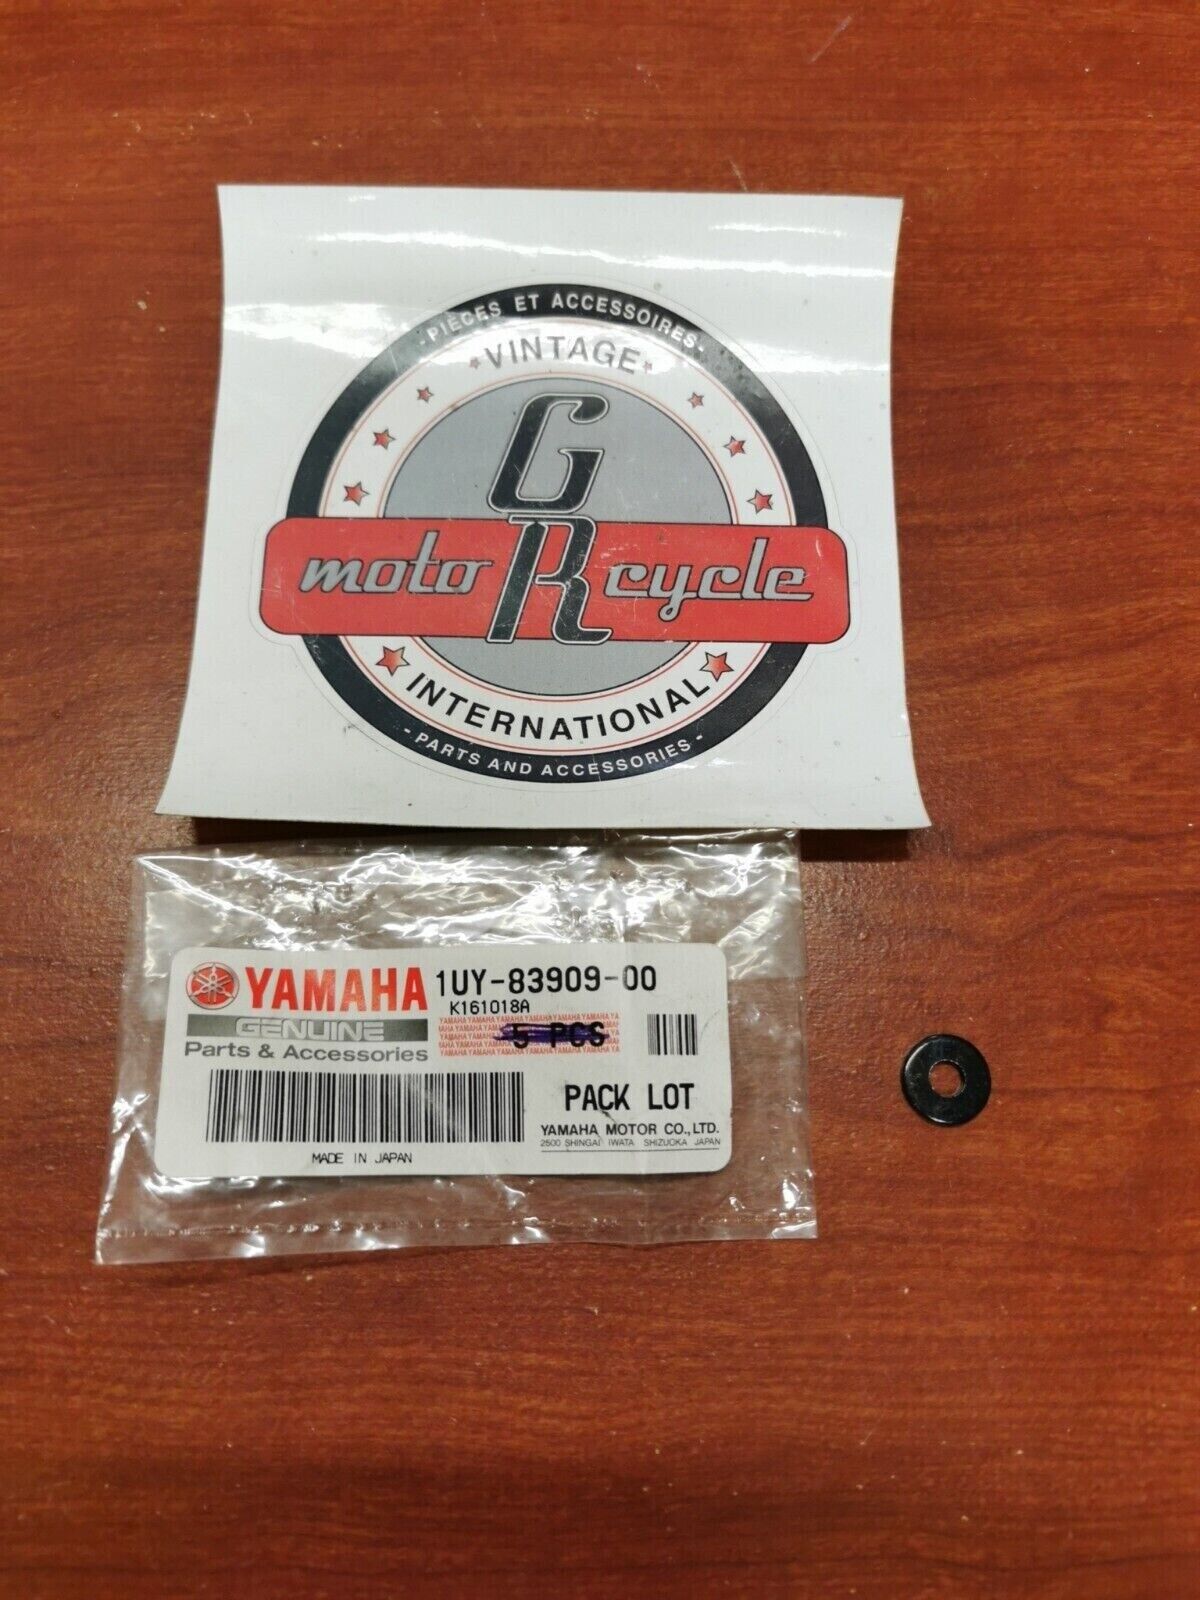 - PIÈCES ET ACCESSOIRES -
VINTAGE
G
moto R cycle
INTERNATIONAL
- PARTS AND ACCESSORIES -
YAMAHA 1UY-83909-00
K161018A
GENUINE
5 PCS
Parts & Accessories
PACK LOT
YAMAHA MOTOR CO.,LTD.
2500 SHINGAI IWATA SHIZUOKA JAPAN
MADE IN JAPAN